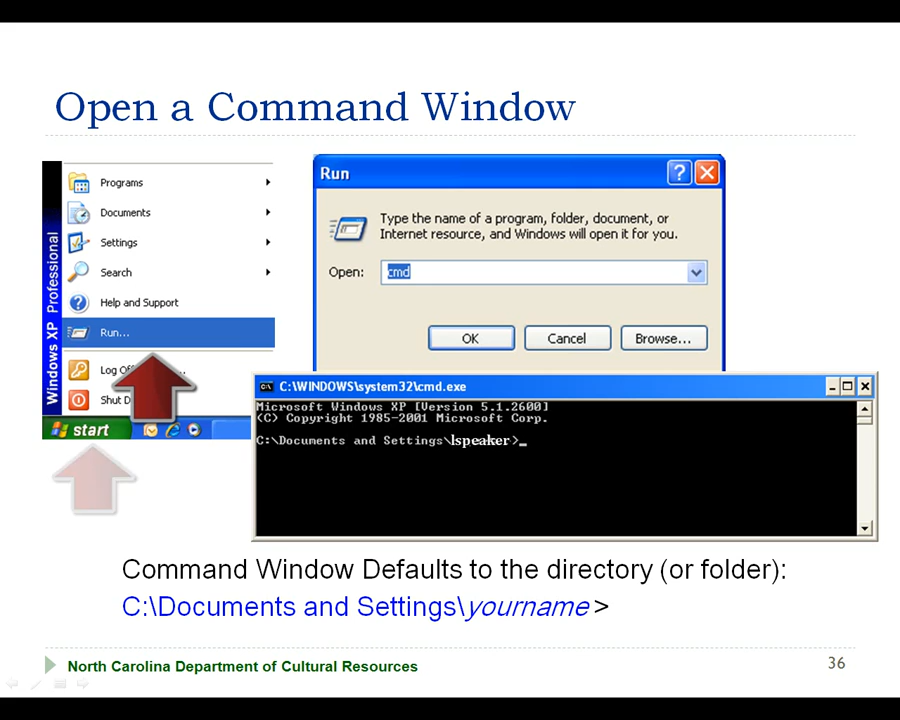 Open a Command Window
Programs
Documents
Settings
Search
Help and Support
Run...
Log Of
Shut D
Windows XP Professional
start
Run
Type the name of a program, folder, document, or
Internet resource, and Windows will open it for you.
Open: cmd
OK Cancel Browse...
C:\WINDOWS\system32\cmd.exe
Microsoft Windows XP [Version 5.1.2600]
(C) Copyright 1985-2001 Microsoft Corp.
C:\Documents and Settings\lspeaker>_
Command Window Defaults to the directory (or folder):
C:\Documents and Settings\yourname >
North Carolina Department of Cultural Resources
36